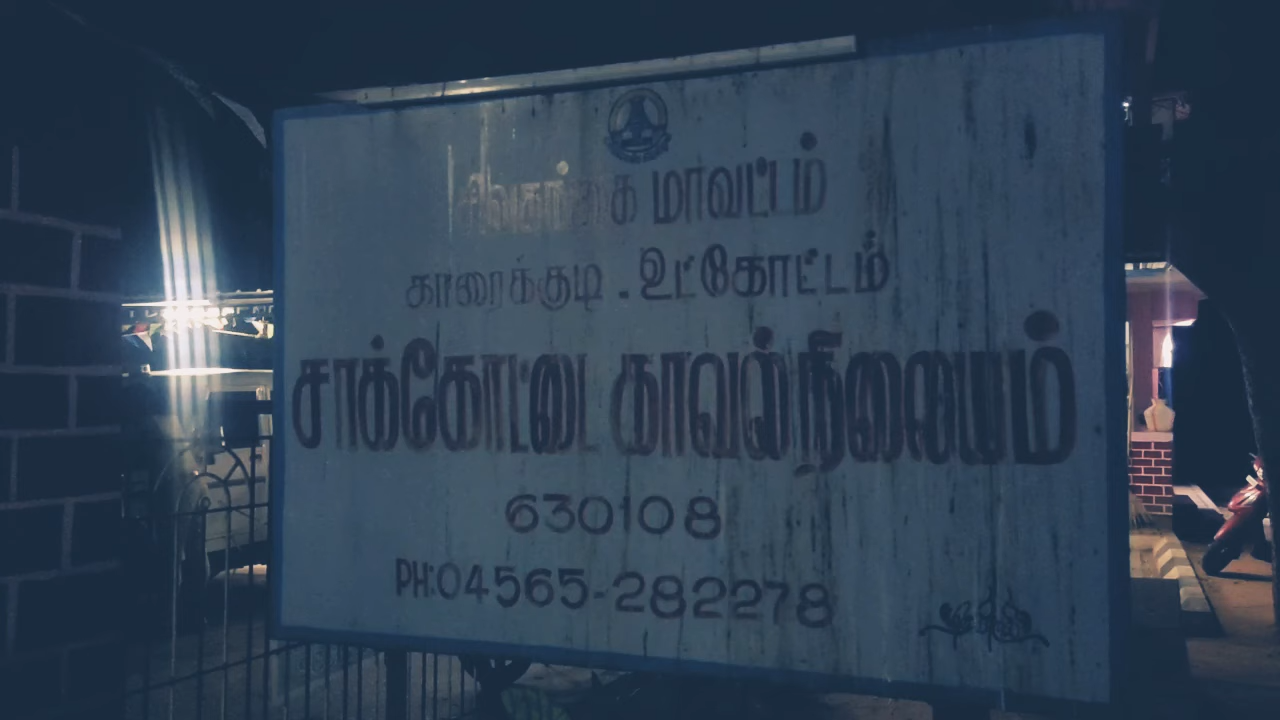 சிவகங்கை மாவட்டம்
காரைக்குடி . உட்கோட்டம்
சாக்கோட்டை காவல்நிலையம்
630108
PH:04565-282278